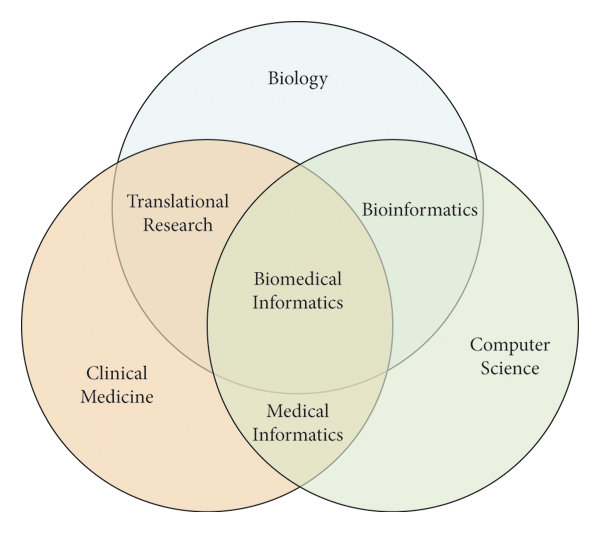 Biology
Translational
Research
Bioinformatics
Biomedical
Informatics
Clinical
Medicine
Computer
Science
Medical
Informatics